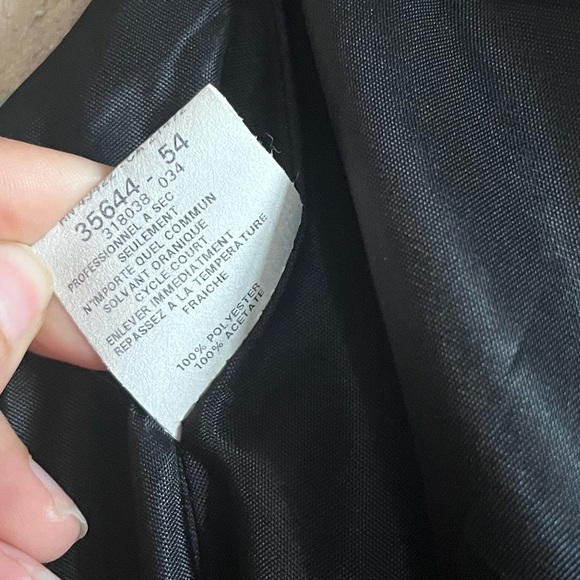 35644 - 54
318038 034
PROFESSIONNEL A SEC
SEULEMENT
N'IMPORTE QUEL COMMUN
SOLVANT ORANIQUE
CYCLE COURT
ENLEVER IMMEDIATMENT
REPASSEZ A LA TEMPERATURE
FRAICHE
100% POLYESTER
100% ACETATE